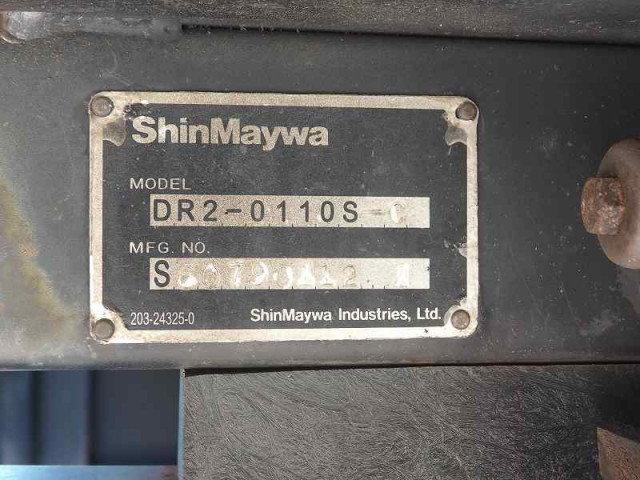 ShinMaywa
MODEL
DR2-0110S-C
MFG. NO.
203-24325-0
ShinMaywa Industries, Ltd.